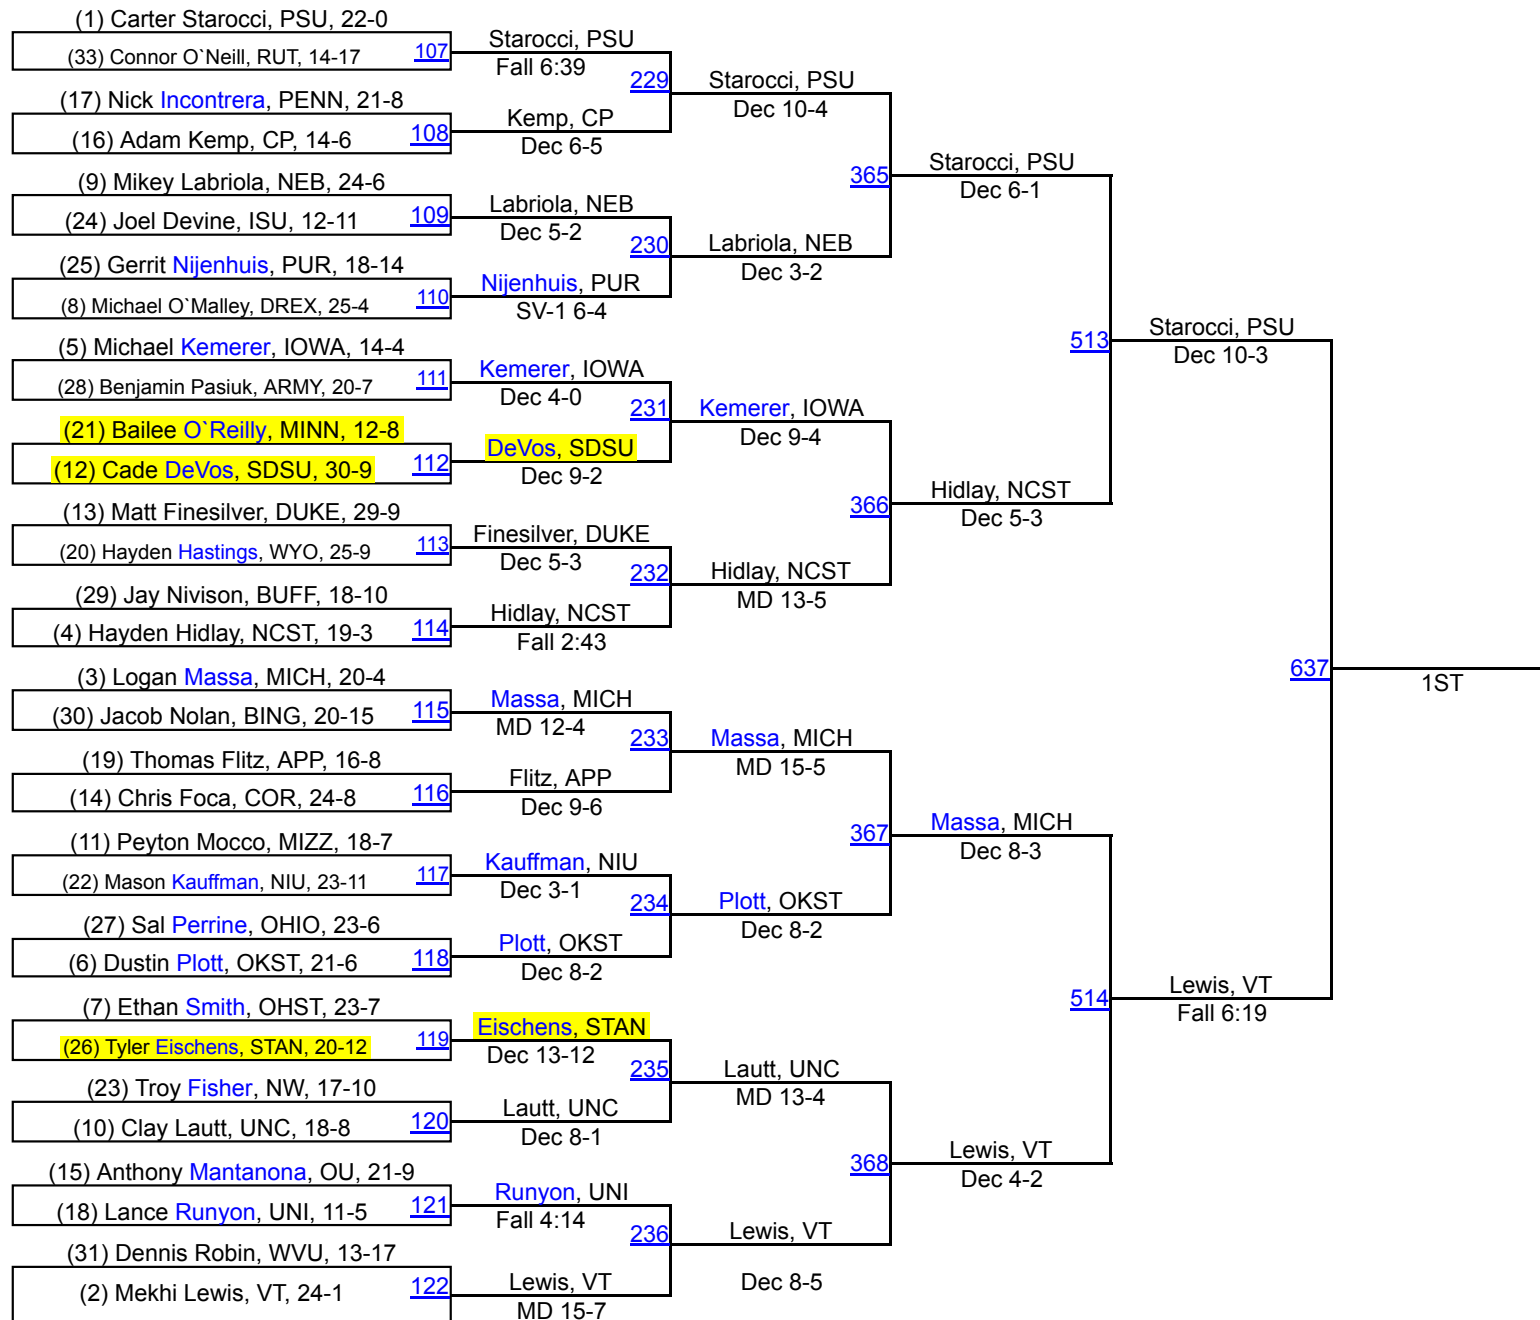 (1) Carter Starocci, PSU, 22-0
(33) Connor O`Neill, RUT, 14-17
107
Starocci, PSU
Fall 6:39
229
Starocci, PSU
Dec 10-4
(17) Nick Incontrera, PENN, 21-8
(16) Adam Kemp, CP, 14-6
108
Kemp, CP
Dec 6-5
365
Starocci, PSU
Dec 6-1
(9) Mikey Labriola, NEB, 24-6
(24) Joel Devine, ISU, 12-11
109
Labriola, NEB
Dec 5-2
230
Labriola, NEB
Dec 3-2
(25) Gerrit Nijenhuis, PUR, 18-14
(8) Michael O`Malley, DREX, 25-4
110
Nijenhuis, PUR
SV-1 6-4
513
Starocci, PSU
Dec 10-3
(5) Michael Kemerer, IOWA, 14-4
(28) Benjamin Pasiuk, ARMY, 20-7
111
Kemerer, IOWA
Dec 4-0
231
Kemerer, IOWA
Dec 9-4
(21) Bailee O`Reilly, MINN, 12-8
(12) Cade DeVos, SDSU, 30-9
112
DeVos, SDSU
Dec 9-2
366
Hidlay, NCST
Dec 5-3
(13) Matt Finesilver, DUKE, 29-9
(20) Hayden Hastings, WYO, 25-9
113
Finesilver, DUKE
Dec 5-3
232
Hidlay, NCST
MD 13-5
(29) Jay Nivison, BUFF, 18-10
(4) Hayden Hidlay, NCST, 19-3
114
Hidlay, NCST
Fall 2:43
637
1ST
(3) Logan Massa, MICH, 20-4
(30) Jacob Nolan, BING, 20-15
115
Massa, MICH
MD 12-4
233
Massa, MICH
MD 15-5
(19) Thomas Flitz, APP, 16-8
(14) Chris Foca, COR, 24-8
116
Flitz, APP
Dec 9-6
367
Massa, MICH
Dec 8-3
(11) Peyton Mocco, MIZZ, 18-7
(22) Mason Kauffman, NIU, 23-11
117
Kauffman, NIU
Dec 3-1
234
Plott, OKST
Dec 8-2
(27) Sal Perrine, OHIO, 23-6
(6) Dustin Plott, OKST, 21-6
118
Plott, OKST
Dec 8-2
514
Lewis, VT
Fall 6:19
(7) Ethan Smith, OHST, 23-7
(26) Tyler Eischens, STAN, 20-12
119
Eischens, STAN
Dec 13-12
235
Lautt, UNC
MD 13-4
(23) Troy Fisher, NW, 17-10
(10) Clay Lautt, UNC, 18-8
120
Lautt, UNC
Dec 8-1
368
Lewis, VT
Dec 4-2
(15) Anthony Mantanona, OU, 21-9
(18) Lance Runyon, UNI, 11-5
121
Runyon, UNI
Fall 4:14
236
Lewis, VT
Dec 8-5
(31) Dennis Robin, WVU, 13-17
(2) Mekhi Lewis, VT, 24-1
122
Lewis, VT
MD 15-7